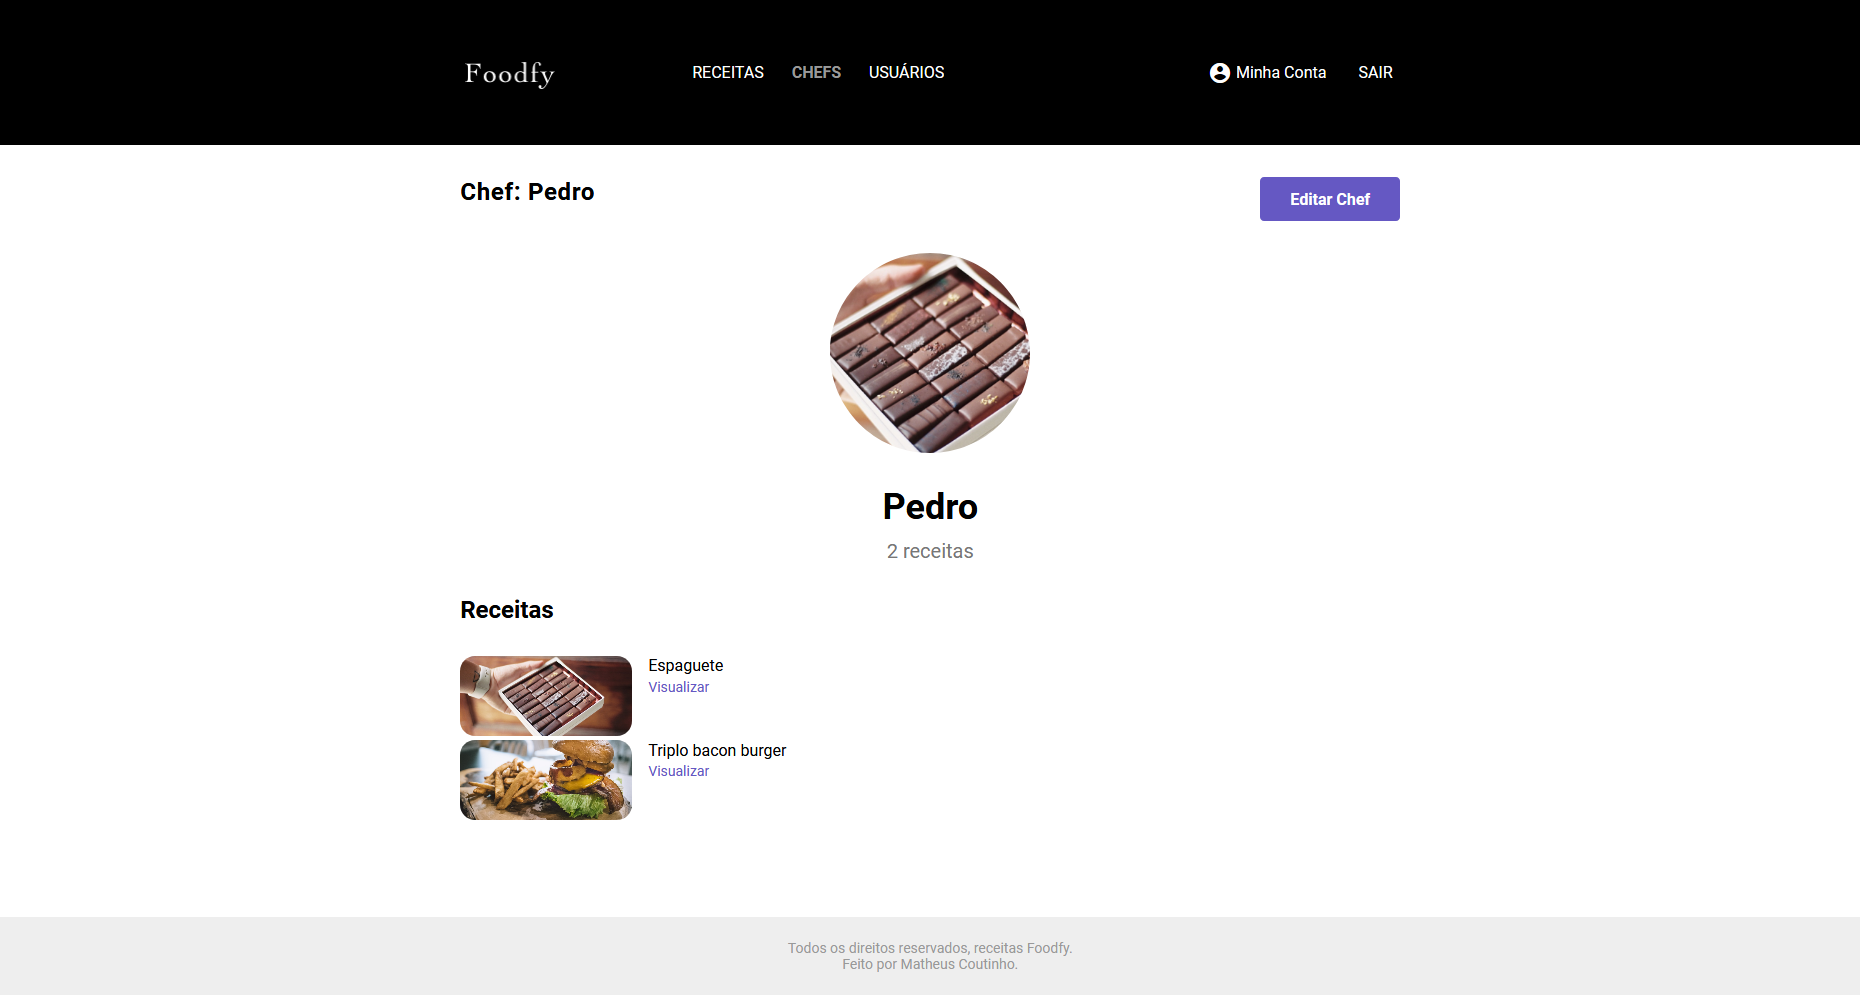 Foodfy
RECEITAS CHEFS USUÁRIOS
Minha Conta SAIR
Chef: Pedro
Editar Chef
Pedro
2 receitas
Receitas
Espaguete
Visualizar
Triplo bacon burger
Visualizar
Todos os direitos reservados, receitas Foodfy.
Feito por Matheus Coutinho.